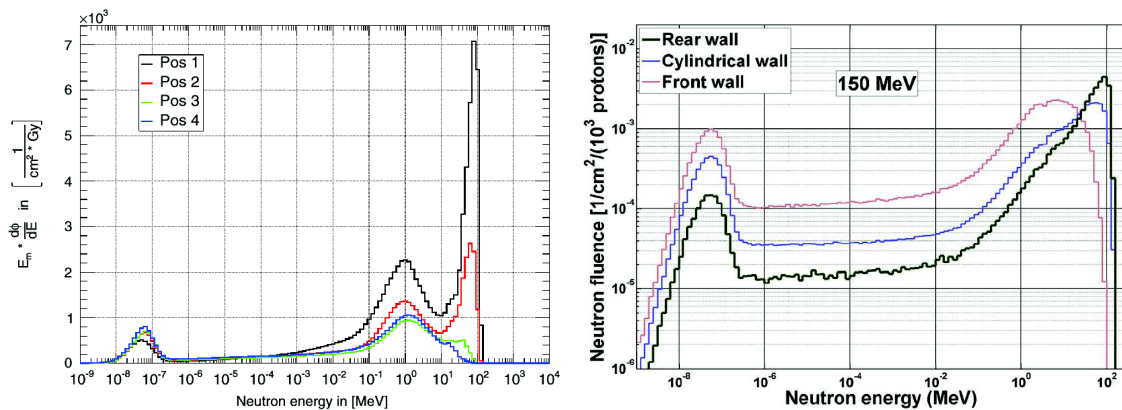 ×10³
7
6
5
4
3
2
1
0
E_m * dϕ/dE in [1/cm² * Gy]
Pos 1
Pos 2
Pos 3
Pos 4
10⁻⁹ 10⁻⁸ 10⁻⁷ 10⁻⁶ 10⁻⁵ 10⁻⁴ 10⁻³ 10⁻² 10⁻¹ 10⁰ 10¹ 10² 10³ 10⁴
Neutron energy in [MeV]
Neutron fluence [1/cm²/(10³ protons)]
10⁻²
10⁻³
10⁻⁴
10⁻⁵
10⁻⁶
Rear wall
Cylindrical wall
Front wall
150 MeV
10⁻⁸ 10⁻⁶ 10⁻⁴ 10⁻² 10⁰ 10²
Neutron energy (MeV)